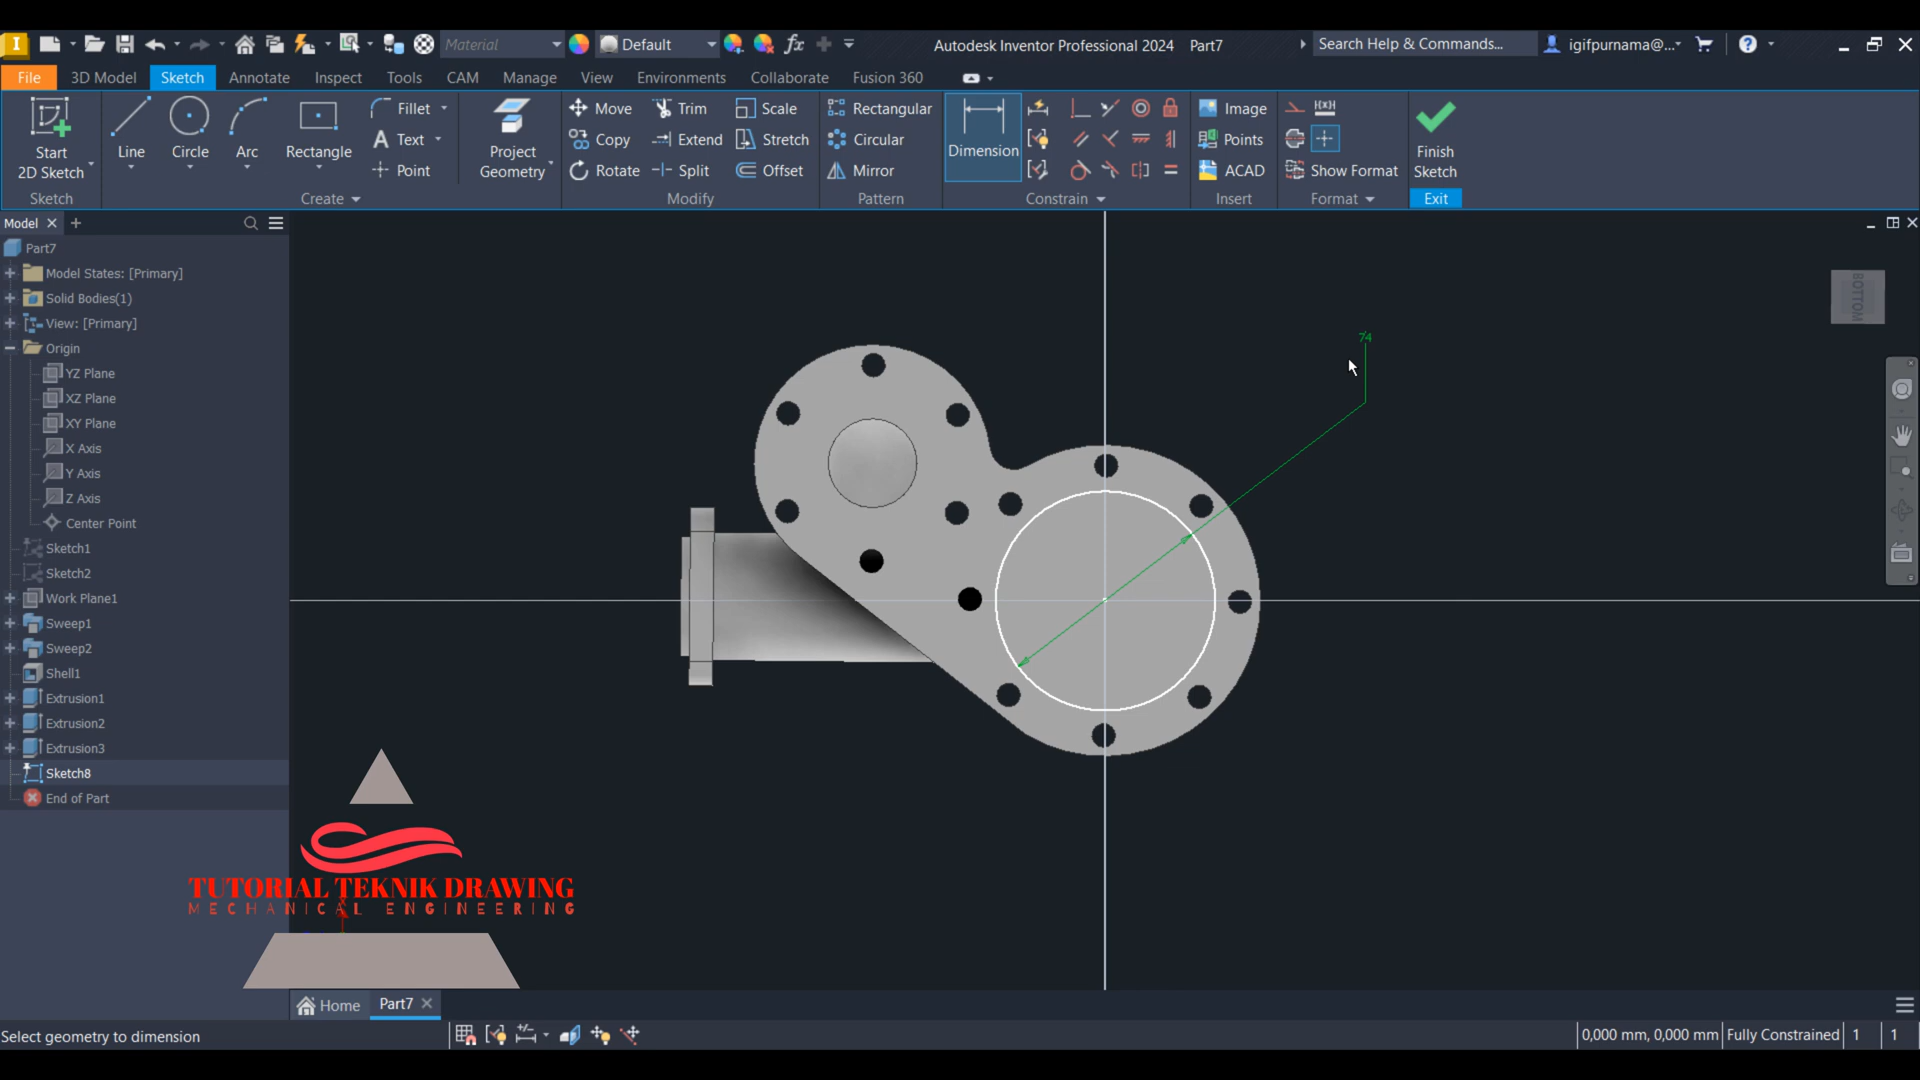 Material
Default
Autodesk Inventor Professional 2024 Part7
Search Help & Commands...
igifpurnama@...
File 3D Model Sketch Annotate Inspect Tools CAM Manage View Environments Collaborate Fusion 360
Start
2D Sketch
Line
Circle
Arc
Rectangle
Fillet
Text
Point
Project
Geometry
Move
Copy
Rotate
Trim
Extend
Split
Scale
Stretch
Offset
Rectangular
Circular
Mirror
Dimension
Image
Points
ACAD
Show Format
Finish
Sketch
Sketch Create Modify Pattern Constrain Insert Format Exit
Model
Part7
Model States: [Primary]
Solid Bodies(1)
View: [Primary]
Origin
YZ Plane
XZ Plane
XY Plane
X Axis
Y Axis
Z Axis
Center Point
Sketch1
Sketch2
Work Plane1
Sweep1
Sweep2
Shell1
Extrusion1
Extrusion2
Extrusion3
Sketch8
End of Part
BOTTOM
74
TUTORIAL TEKNIK DRAWING
MECHANICAL ENGINEERING
Home Part7
Select geometry to dimension
0,000 mm, 0,000 mm Fully Constrained 1 1